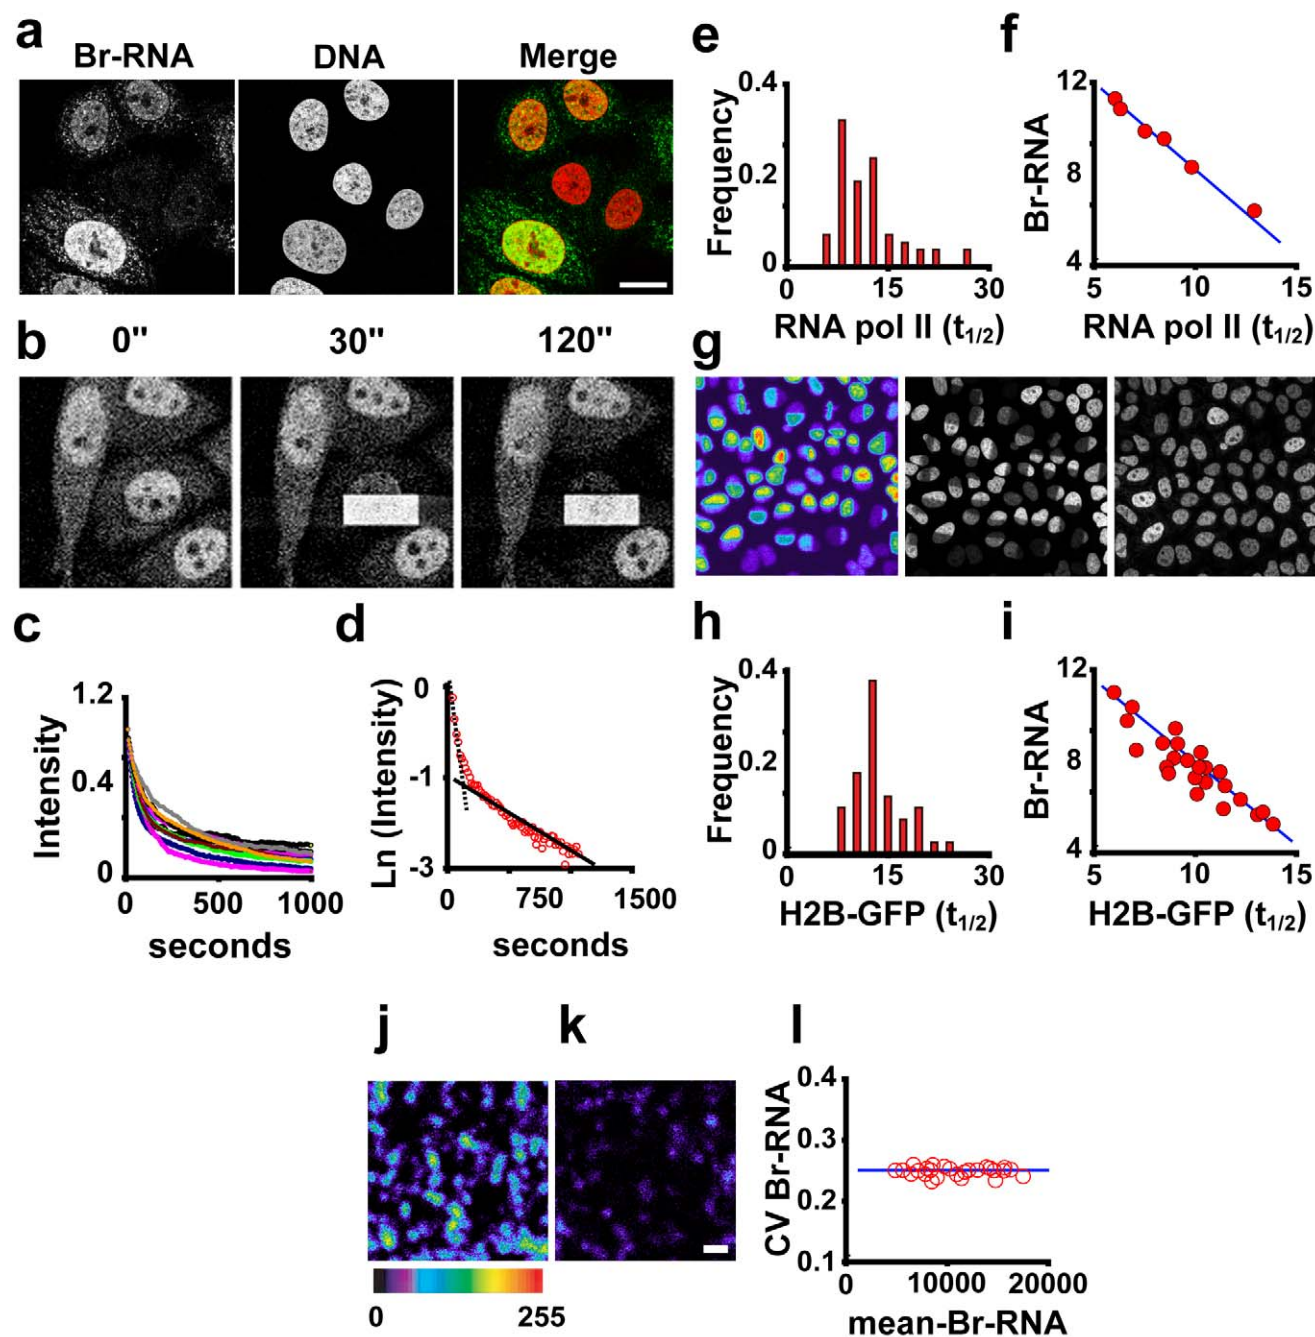 a
Br-RNA DNA Merge
b
0" 30" 120"
c
1.2
0.4
0
Intensity
0 500 1000
seconds
d
0
-1
-3
Ln (Intensity)
0 750 1500
seconds
e
0.4
0.2
0
Frequency
0 15 30
RNA pol II (t1/2)
f
12
8
4
Br-RNA
5 10 15
RNA pol II (t1/2)
g
h
0.4
0.2
0
Frequency
0 15 30
H2B-GFP (t1/2)
i
12
8
4
Br-RNA
5 10 15
H2B-GFP (t1/2)
j
0 255
k
l
0.4
0.3
0.2
0.1
CV Br-RNA
0 10000 20000
mean-Br-RNA